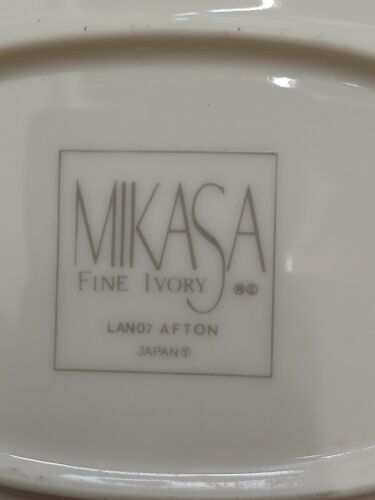 MIKASA
FINE IVORY ®©
LAN07 AFTON
JAPAN Ⓨ